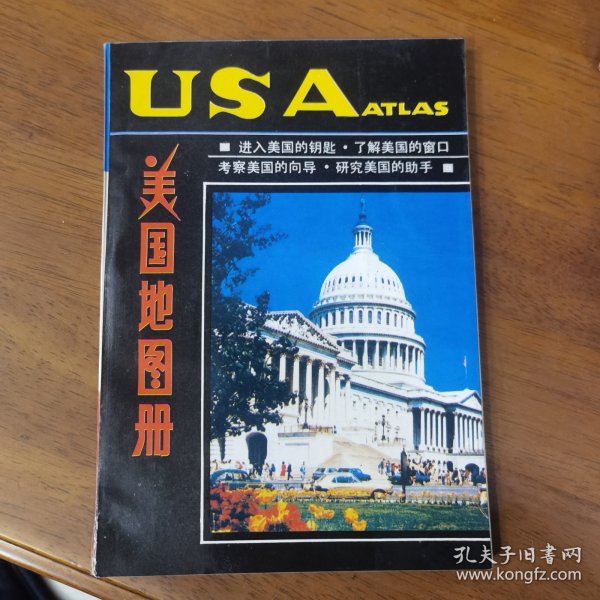 USA ATLAS
■ 进入美国的钥匙·了解美国的窗口
考察美国的向导·研究美国的助手 ■
美国地图册
孔夫子旧书网
www.kongfz.com